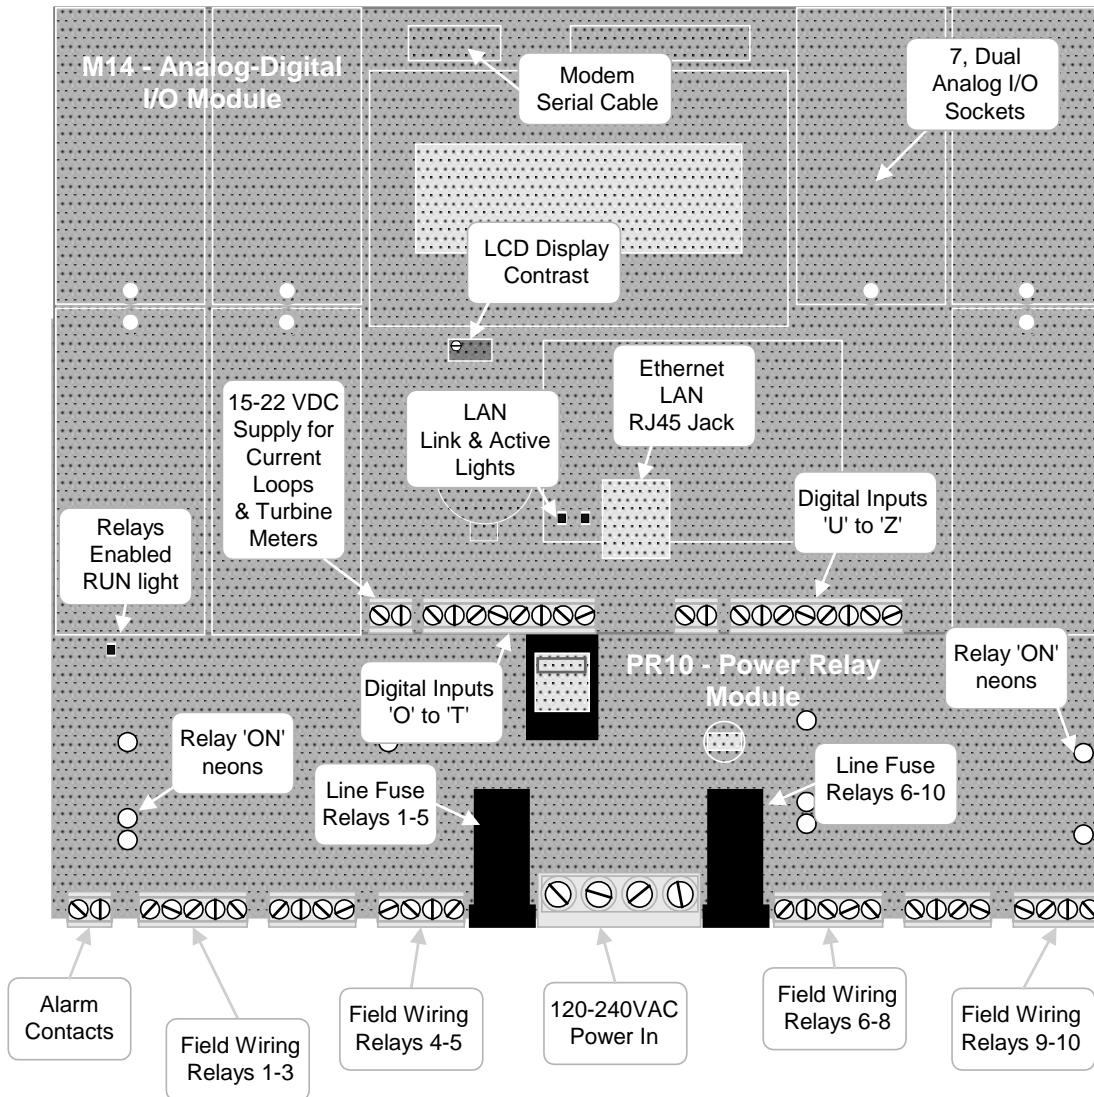 M14 - Analog-Digital
I/O Module
Modem
Serial Cable
7, Dual
Analog I/O
Sockets
LCD Display
Contrast
15-22 VDC
Supply for
Current
Loops
& Turbine
Meters
LAN
Link & Active
Lights
Ethernet
LAN
RJ45 Jack
Digital Inputs
'U' to 'Z'
Relays
Enabled
RUN light
Digital Inputs
'O' to 'T'
PR10 - Power Relay
Module
Relay 'ON'
neons
Relay 'ON'
neons
Line Fuse
Relays 1-5
Line Fuse
Relays 6-10
Alarm
Contacts
Field Wiring
Relays 1-3
Field Wiring
Relays 4-5
120-240VAC
Power In
Field Wiring
Relays 6-8
Field Wiring
Relays 9-10